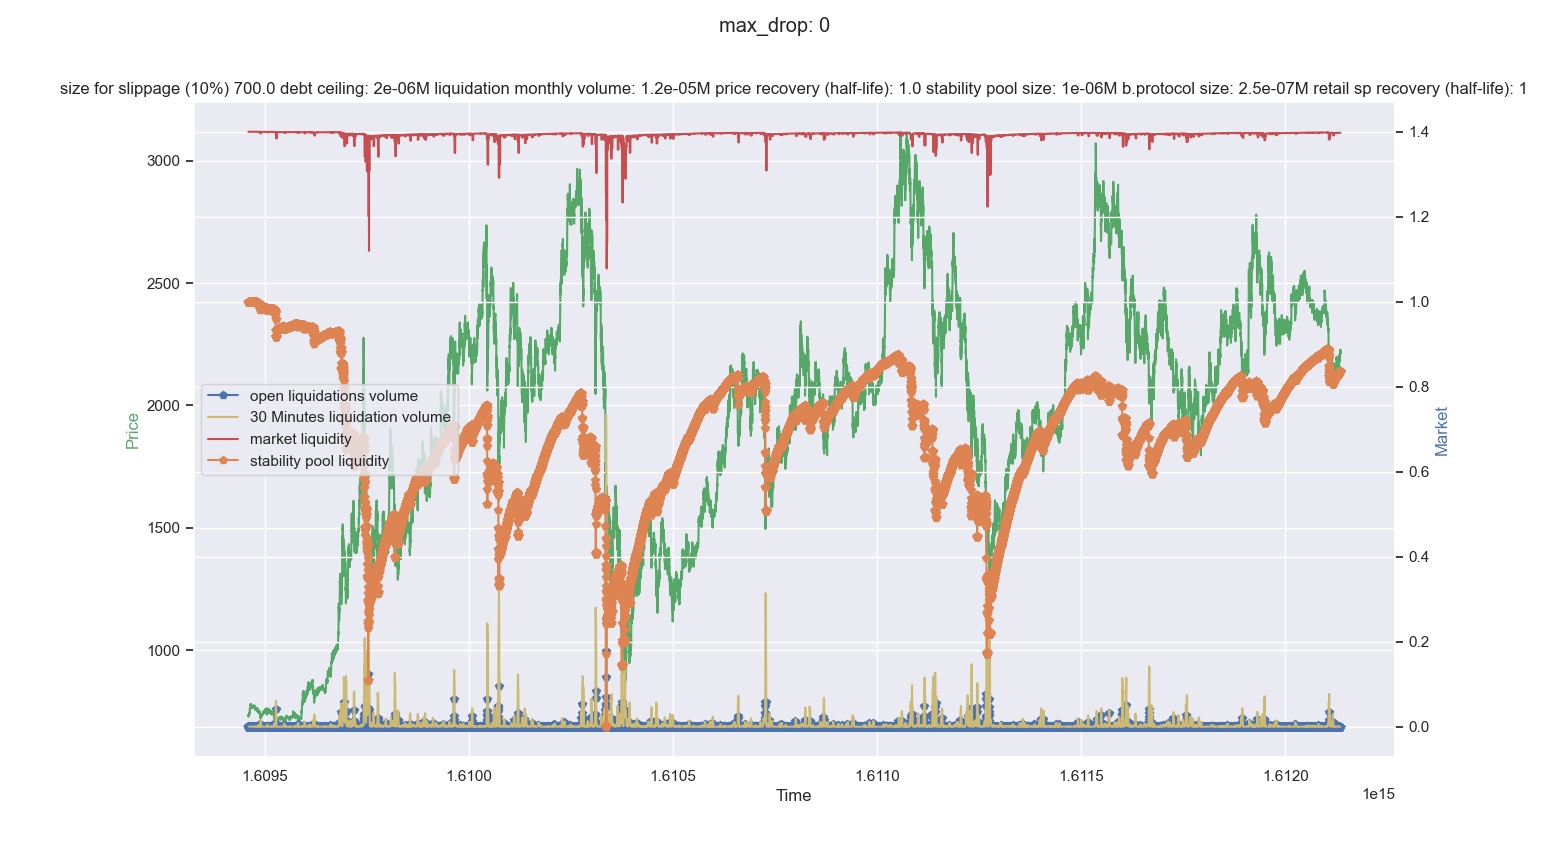 max_drop: 0
size for slippage (10%) 700.0 debt ceiling: 2e-06M liquidation monthly volume: 1.2e-05M price recovery (half-life): 1.0 stability pool size: 1e-06M b.protocol size: 2.5e-07M retail sp recovery (half-life): 1
3000
2500
2000
1500
1000
Price
open liquidations volume
30 Minutes liquidation volume
market liquidity
stability pool liquidity
1.4
1.2
1.0
0.8
0.6
0.4
0.2
0.0
Market
1.6095
1.6100
1.6105
1.6110
1.6115
1.6120
Time
1e15